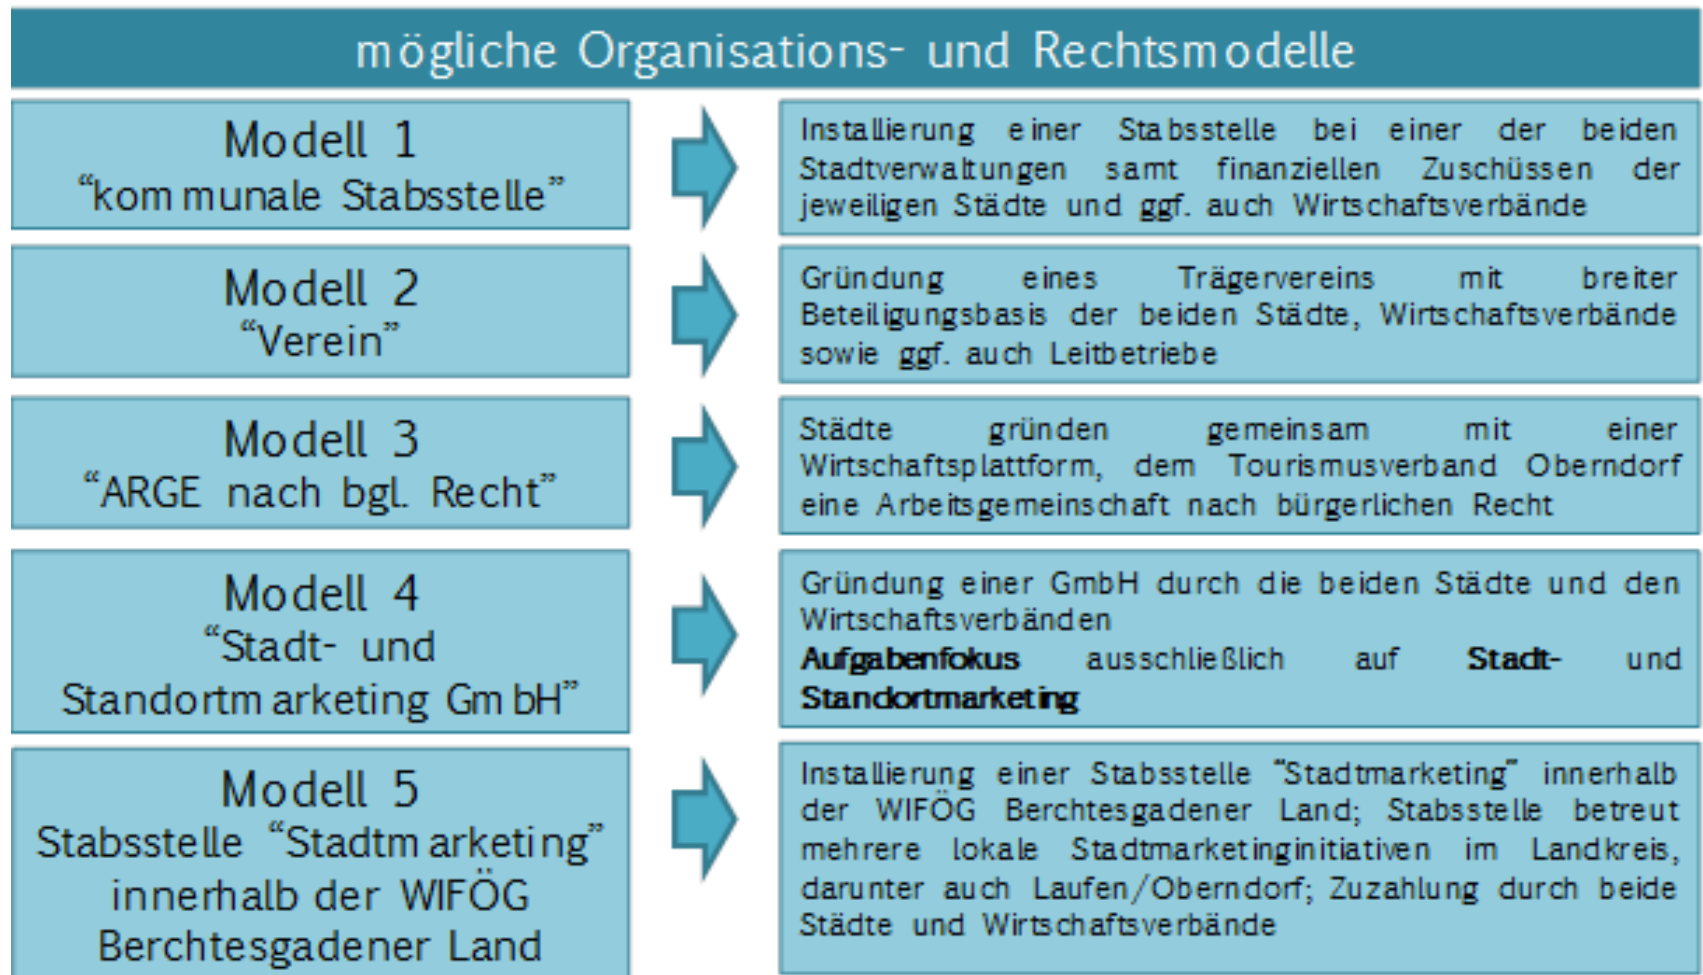 mögliche Organisations- und Rechtsmodelle
Modell 1
“kommunale Stabsstelle”
Installierung einer Stabsstelle bei einer der beiden
Stadtverwaltungen samt finanziellen Zuschüssen der
jeweiligen Städte und ggf. auch Wirtschaftsverbände
Modell 2
“Verein”
Gründung eines Trägervereins mit breiter
Beteiligungsbasis der beiden Städte, Wirtschaftsverbände
sowie ggf. auch Leitbetriebe
Modell 3
“ARGE nach bgl. Recht”
Städte gründen gemeinsam mit einer
Wirtschaftsplattform, dem Tourismusverband Oberndorf
eine Arbeitsgemeinschaft nach bürgerlichen Recht
Modell 4
“Stadt- und
Standortmarketing GmbH”
Gründung einer GmbH durch die beiden Städte und den
Wirtschaftsverbänden
Aufgabenfokus ausschließlich auf Stadt- und
Standortmarketing
Modell 5
Stabsstelle “Stadtmarketing”
innerhalb der WIFÖG
Berchtesgadener Land
Installierung einer Stabsstelle “Stadtmarketing” innerhalb
der WIFÖG Berchtesgadener Land; Stabsstelle betreut
mehrere lokale Stadtmarketinginitiativen im Landkreis,
darunter auch Laufen/Oberndorf; Zuzahlung durch beide
Städte und Wirtschaftsverbände